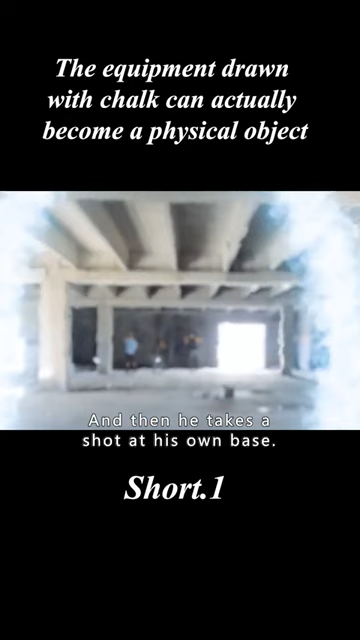 The equipment drawn
with chalk can actually
become a physical object
And then he takes a
shot at his own base.
Short.1